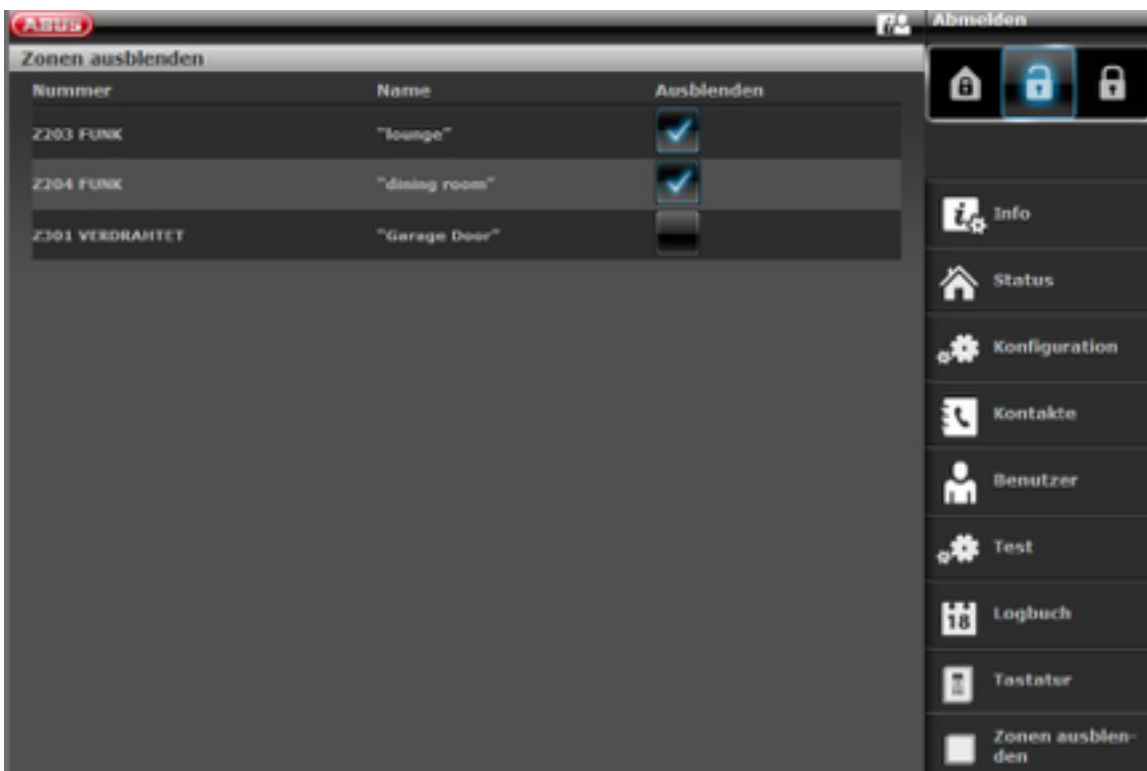 ABUS
Abmelden
Zonen ausblenden
Nummer Name Ausblenden
Z203 FUNK "lounge"
Z204 FUNK "dining room"
Z301 VERDRAHTET "Garage Door"
Info
Status
Konfiguration
Kontakte
Benutzer
Test
18 Logbuch
Tastatur
Zonen ausblen-
den